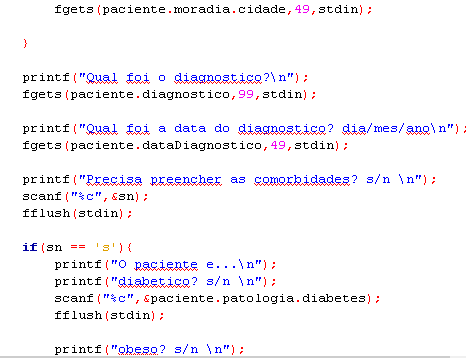 fgets(paciente.moradia.cidade,49,stdin);
}
printf("Qual foi o diagnostico?\n");
fgets(paciente.diagnostico,99,stdin);
printf("Qual foi a data do diagnostico? dia/mes/ano\n");
fgets(paciente.dataDiagnostico,49,stdin);
printf("Precisa preencher as comorbidades? s/n \n");
scanf("%c",&sn);
fflush(stdin);
if(sn == 's'){
printf("O paciente e...\n");
printf("diabetico? s/n \n");
scanf("%c",&paciente.patologia.diabetes);
fflush(stdin);
printf("obeso? s/n \n");